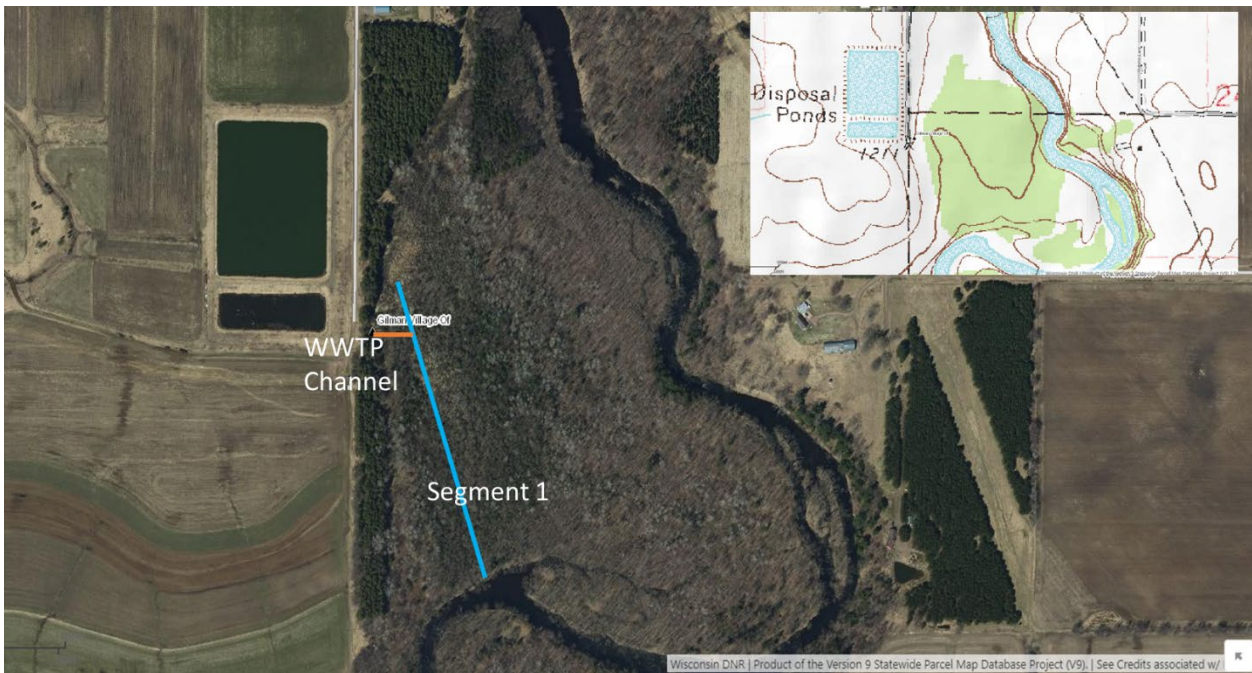 Disposal
Ponds
1211
Gilman Village Of
WWTP
Channel
Segment 1
Wisconsin DNR | Product of the Version 9 Statewide Parcel Map Database Project (V9). | See Credits associated w/